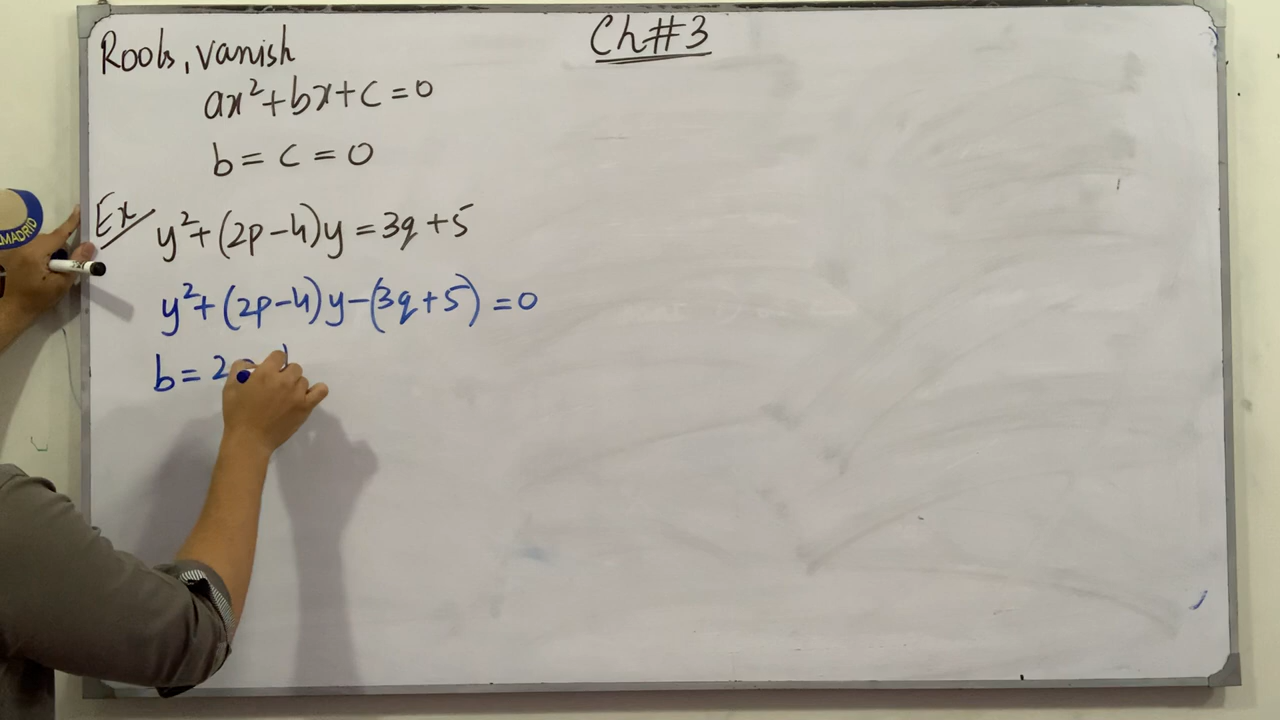 Ch#3
Roots, vanish
ax²+bx+c=0
b=c=0
Ex y²+(2p-4)y=3q+5
y²+(2p-4)y-(3q+5)=0
b=2
MADRID